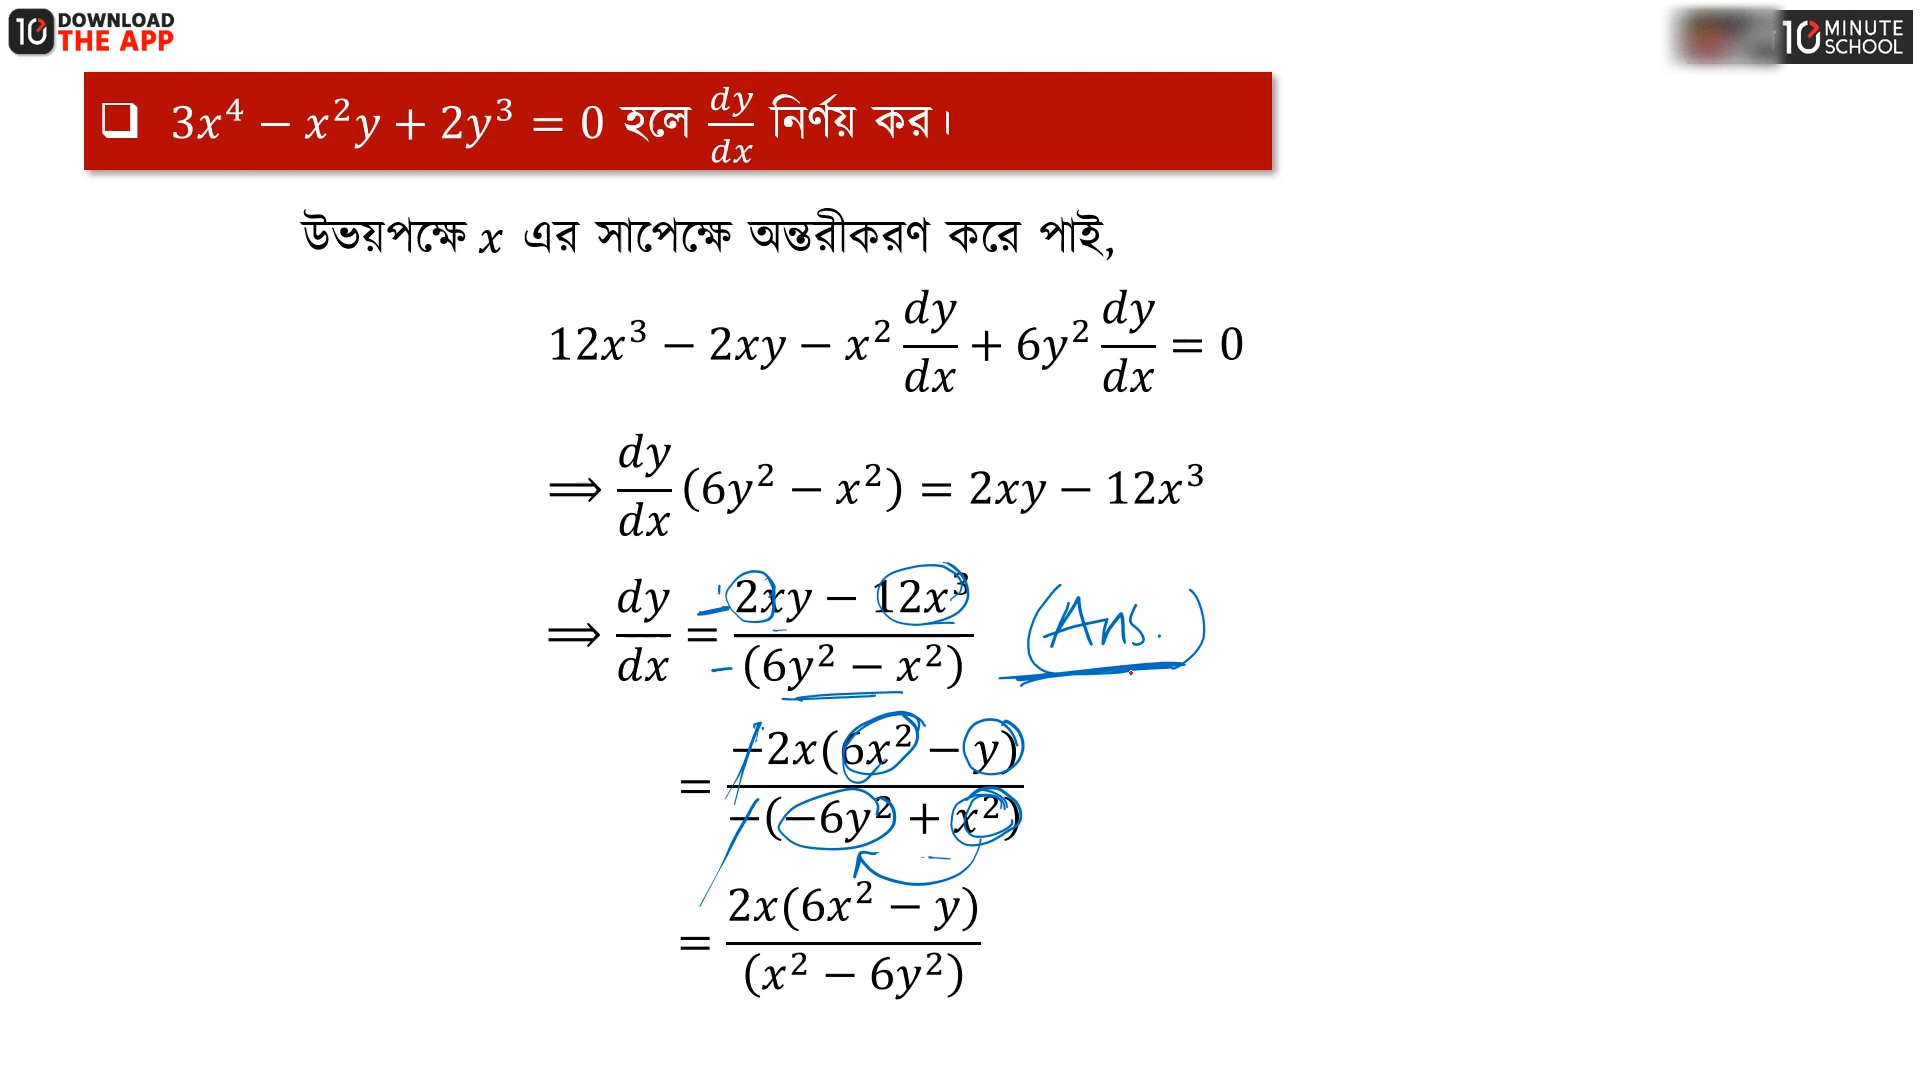 10 DOWNLOAD THE APP
10 MINUTE SCHOOL
❑ 3x⁴ − x²y + 2y³ = 0 হলে dy/dx নির্ণয় কর।
উভয়পক্ষে x এর সাপেক্ষে অন্তরীকরণ করে পাই,
12x³ − 2xy − x² dy/dx + 6y² dy/dx = 0
⟹ dy/dx (6y² − x²) = 2xy − 12x³
⟹ dy/dx = (2xy − 12x³)/(6y² − x²) (Ans.)
= −2x(6x² − y)/−(−6y² + x²)
= 2x(6x² − y)/(x² − 6y²)